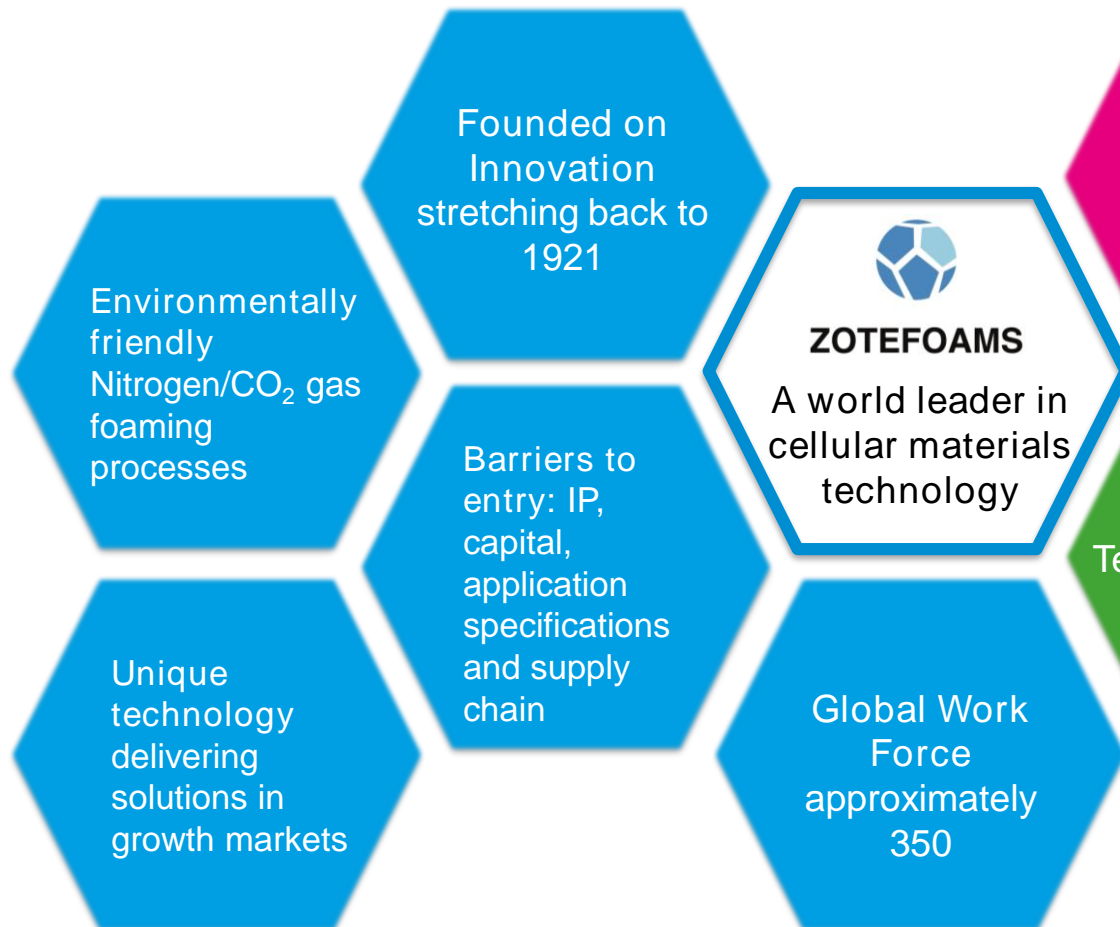 Founded on
Innovation
stretching back to
1921
Environmentally
friendly
Nitrogen/CO₂ gas
foaming
processes
ZOTEFOAMS
A world leader in
cellular materials
technology
Barriers to
entry: IP,
capital,
application
specifications
and supply
chain
Te
Unique
technology
delivering
solutions in
growth markets
Global Work
Force
approximately
350